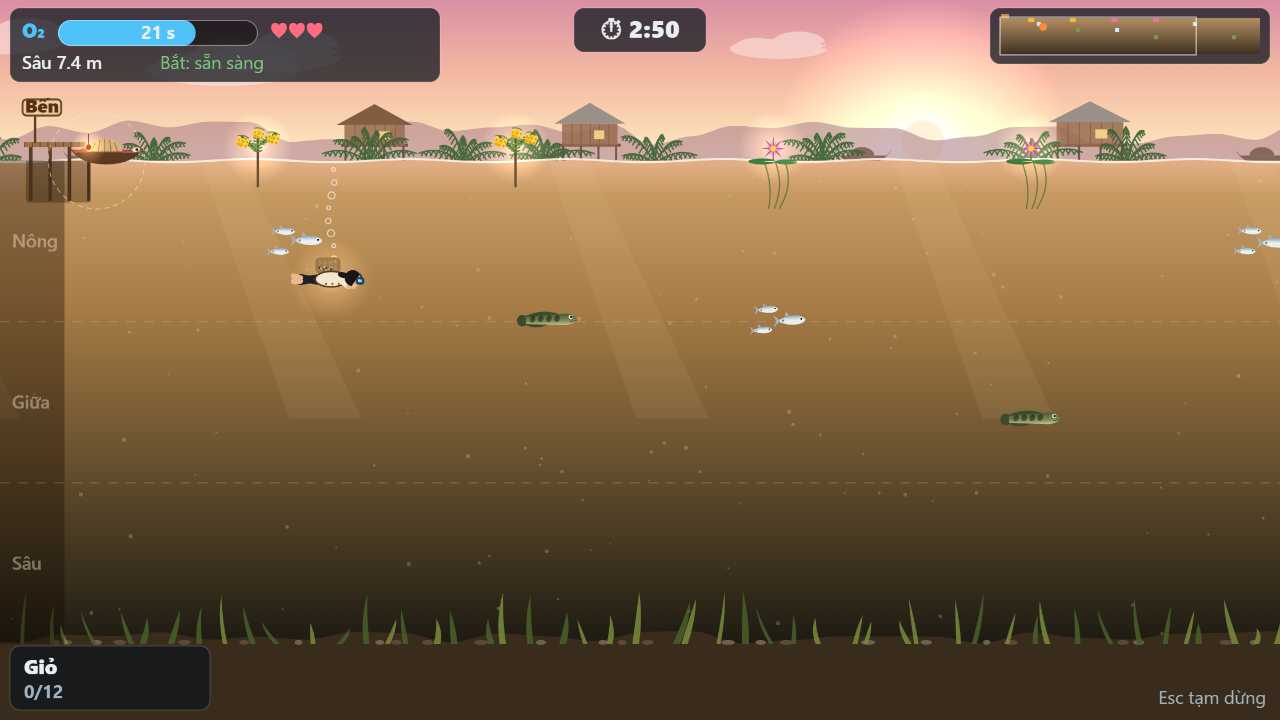 O₂ 21 s
Sâu 7.4 m Bắt: sẵn sàng
2:50
Bến
Nông
Giữa
Sâu
Giỏ
0/12
Esc tạm dừng